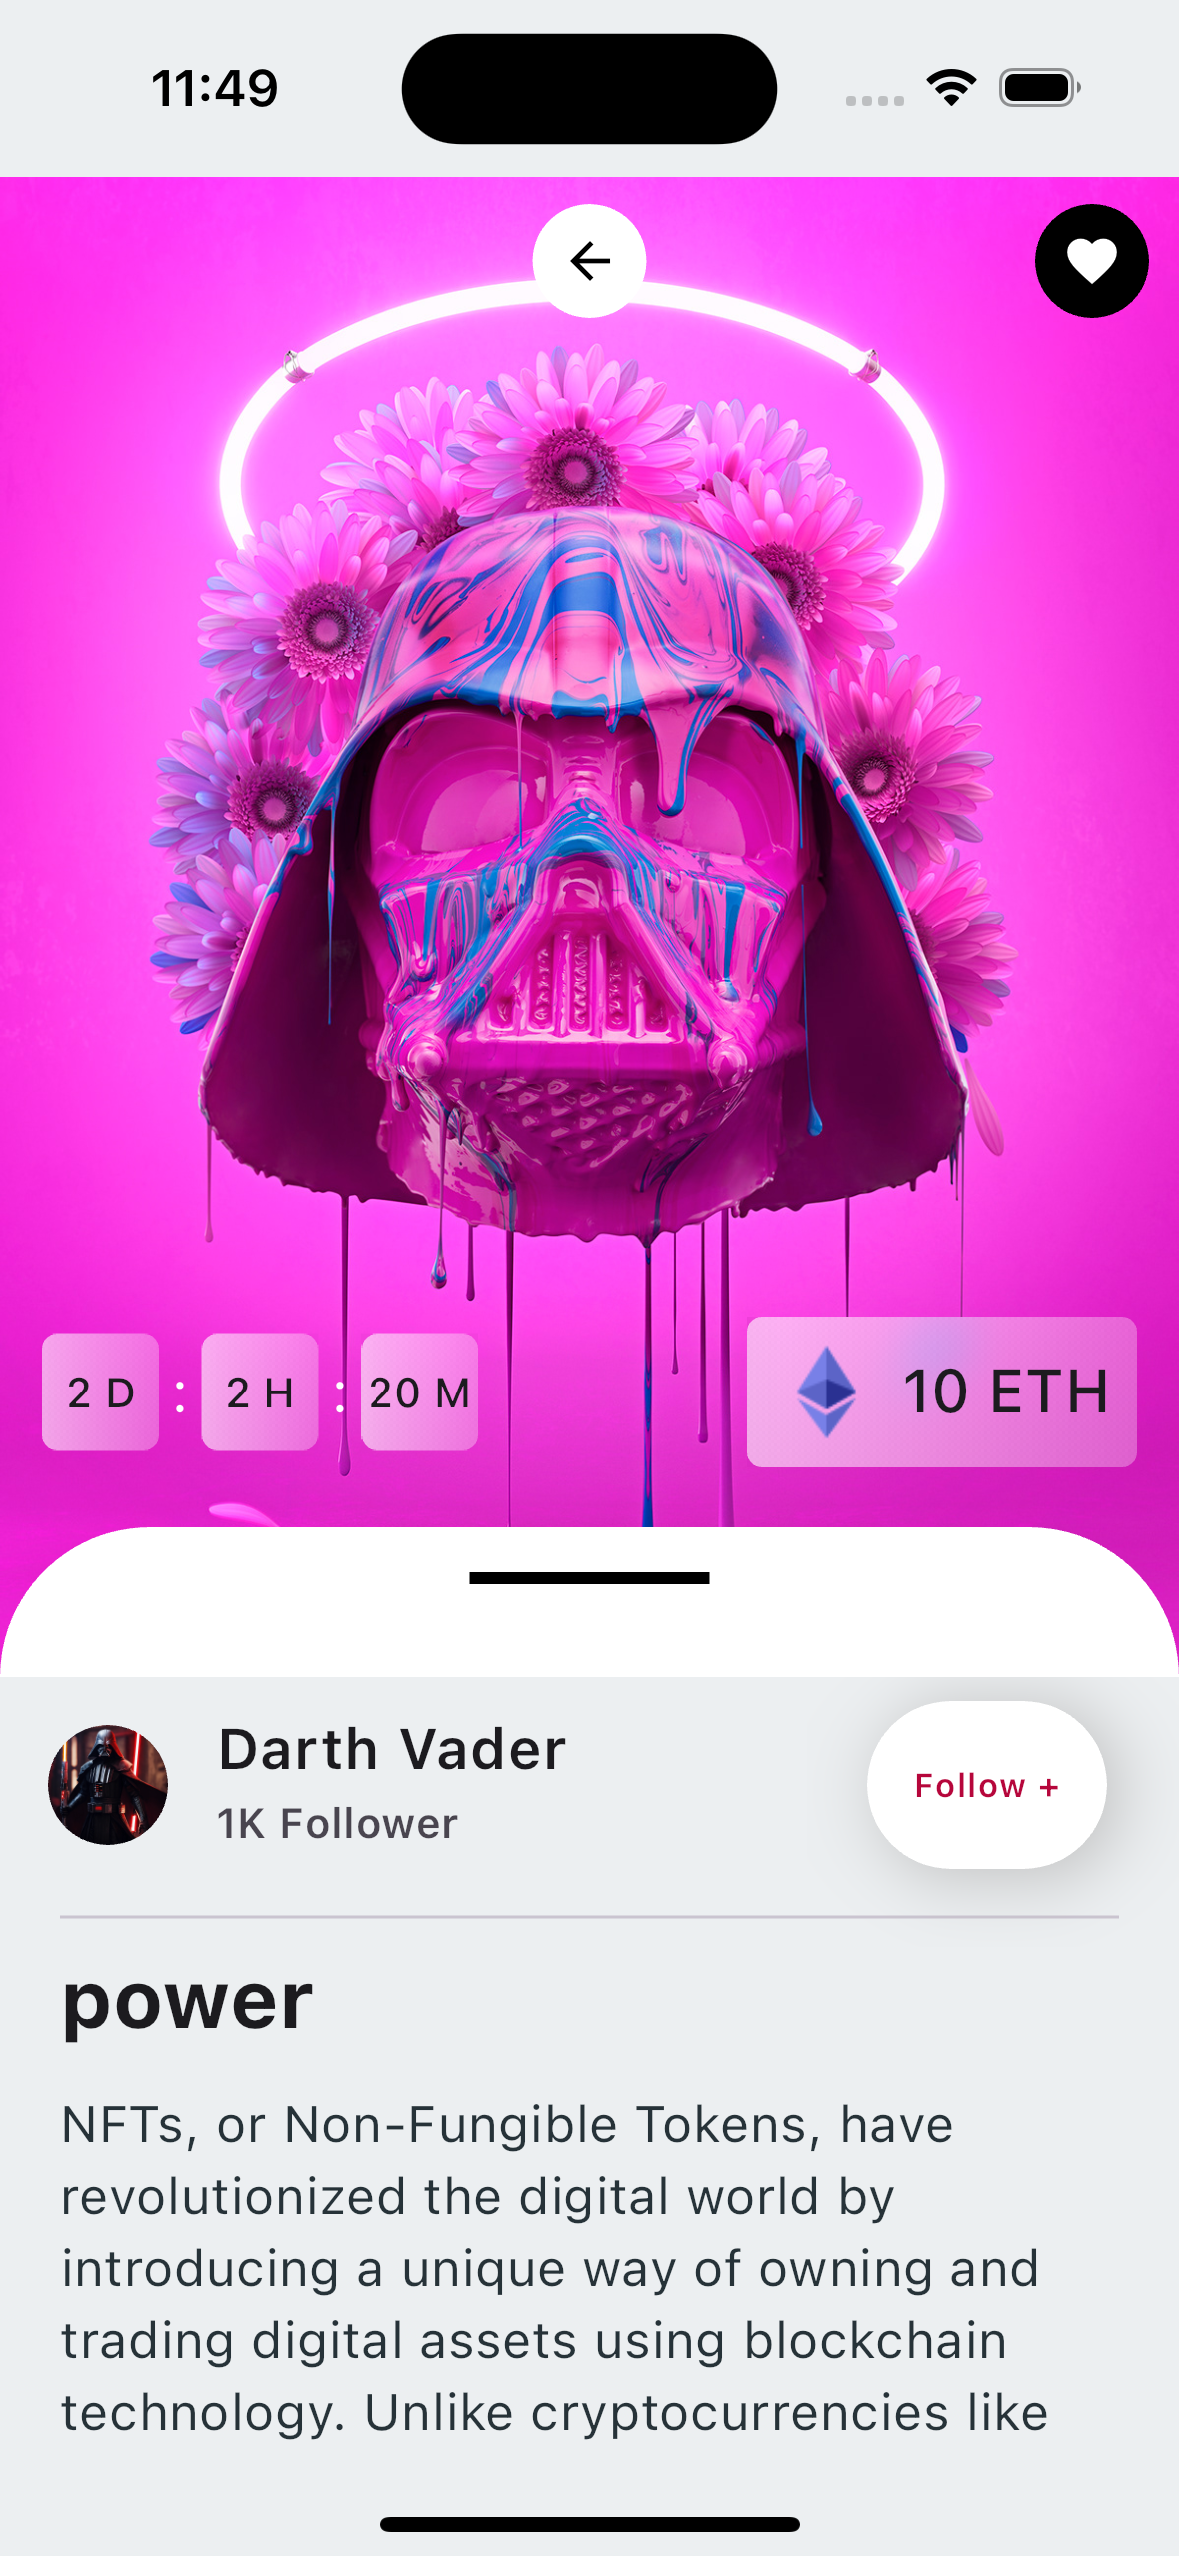 11:49
2 D : 2 H : 20 M
10 ETH
Darth Vader
1K Follower
Follow +
power
NFTs, or Non-Fungible Tokens, have
revolutionized the digital world by
introducing a unique way of owning and
trading digital assets using blockchain
technology. Unlike cryptocurrencies like